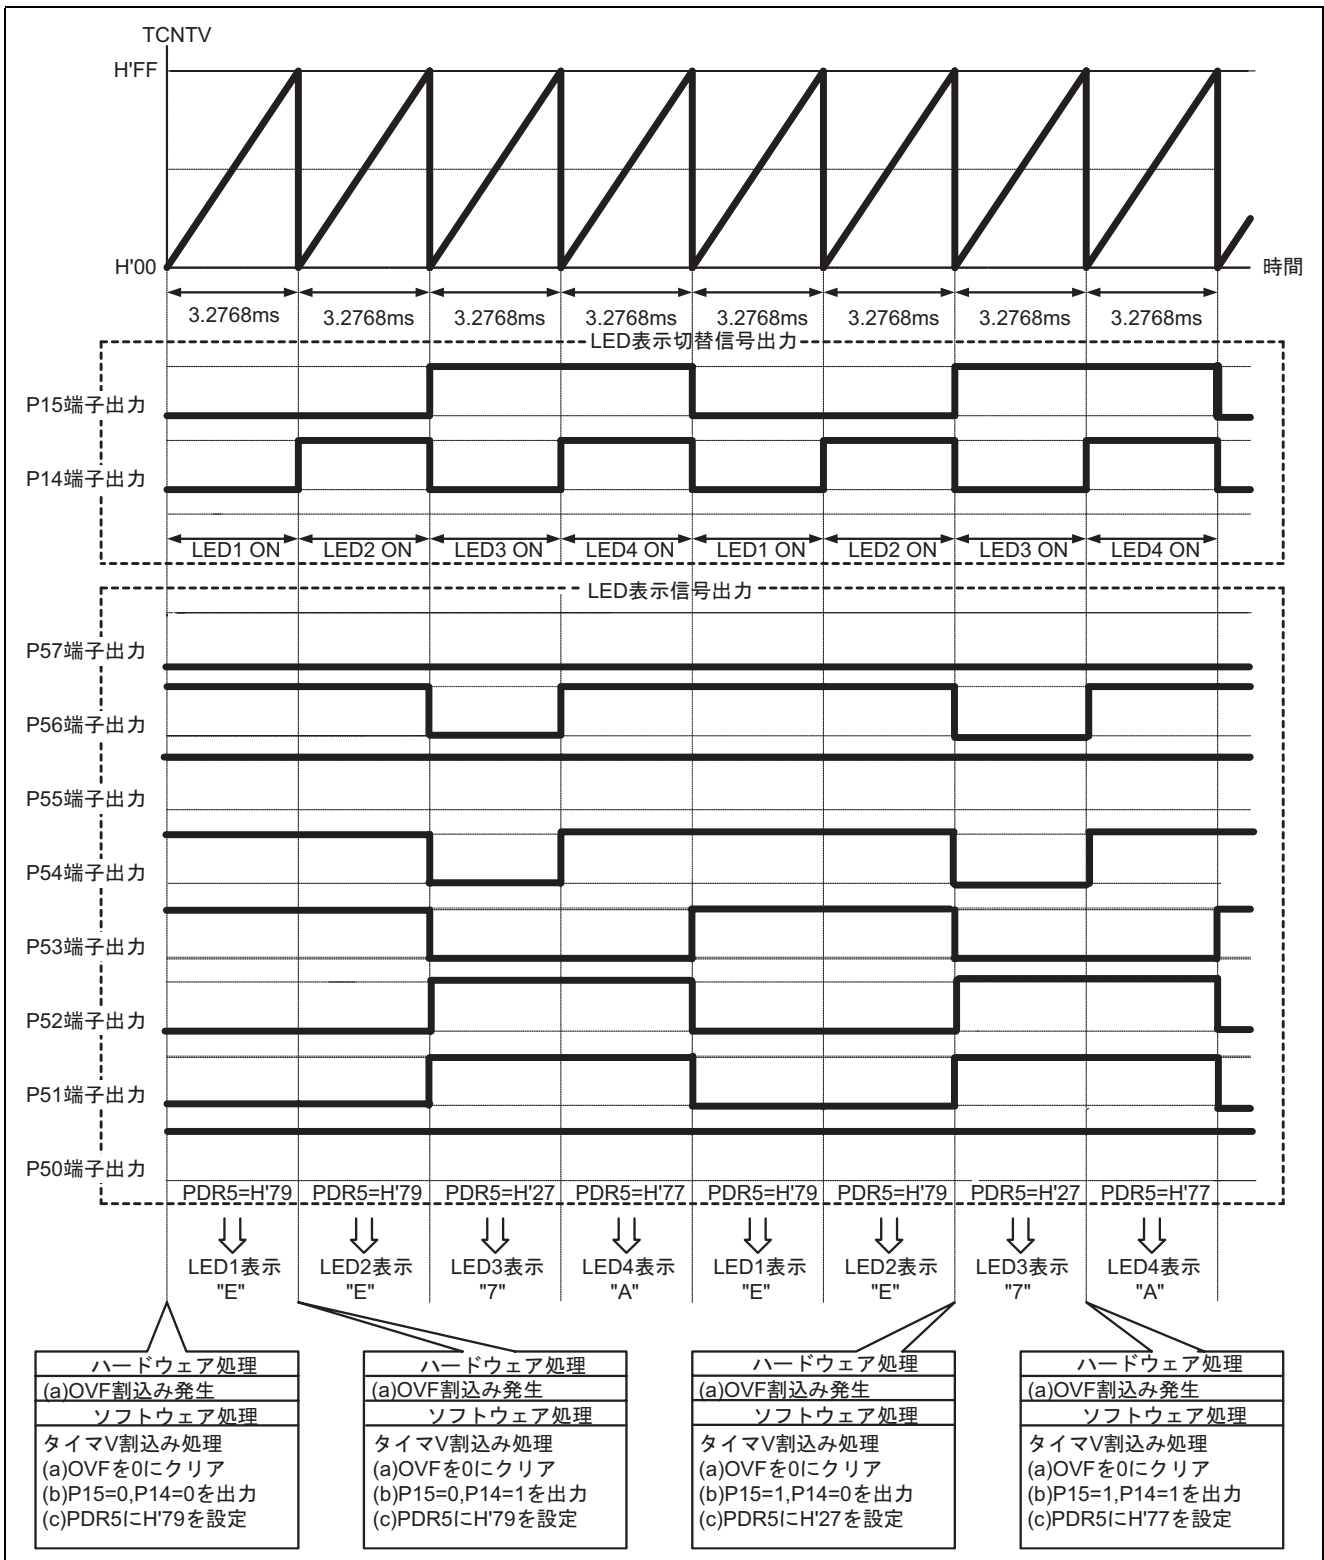 TCNTV
H'FF
H'00
時間
3.2768ms 3.2768ms 3.2768ms 3.2768ms 3.2768ms 3.2768ms 3.2768ms 3.2768ms
LED表示切替信号出力
P15端子出力
P14端子出力
LED1 ON LED2 ON LED3 ON LED4 ON LED1 ON LED2 ON LED3 ON LED4 ON
LED表示信号出力
P57端子出力
P56端子出力
P55端子出力
P54端子出力
P53端子出力
P52端子出力
P51端子出力
P50端子出力
PDR5=H'79 PDR5=H'79 PDR5=H'27 PDR5=H'77 PDR5=H'79 PDR5=H'79 PDR5=H'27 PDR5=H'77
LED1表示 LED2表示 LED3表示 LED4表示 LED1表示 LED2表示 LED3表示 LED4表示
"E" "E" "7" "A" "E" "E" "7" "A"
ハードウェア処理
(a)OVF割込み発生
ソフトウェア処理
タイマV割込み処理
(a)OVFを0にクリア
(b)P15=0,P14=0を出力
(c)PDR5にH'79を設定
ハードウェア処理
(a)OVF割込み発生
ソフトウェア処理
タイマV割込み処理
(a)OVFを0にクリア
(b)P15=0,P14=1を出力
(c)PDR5にH'79を設定
ハードウェア処理
(a)OVF割込み発生
ソフトウェア処理
タイマV割込み処理
(a)OVFを0にクリア
(b)P15=1,P14=0を出力
(c)PDR5にH'27を設定
ハードウェア処理
(a)OVF割込み発生
ソフトウェア処理
タイマV割込み処理
(a)OVFを0にクリア
(b)P15=1,P14=1を出力
(c)PDR5にH'77を設定